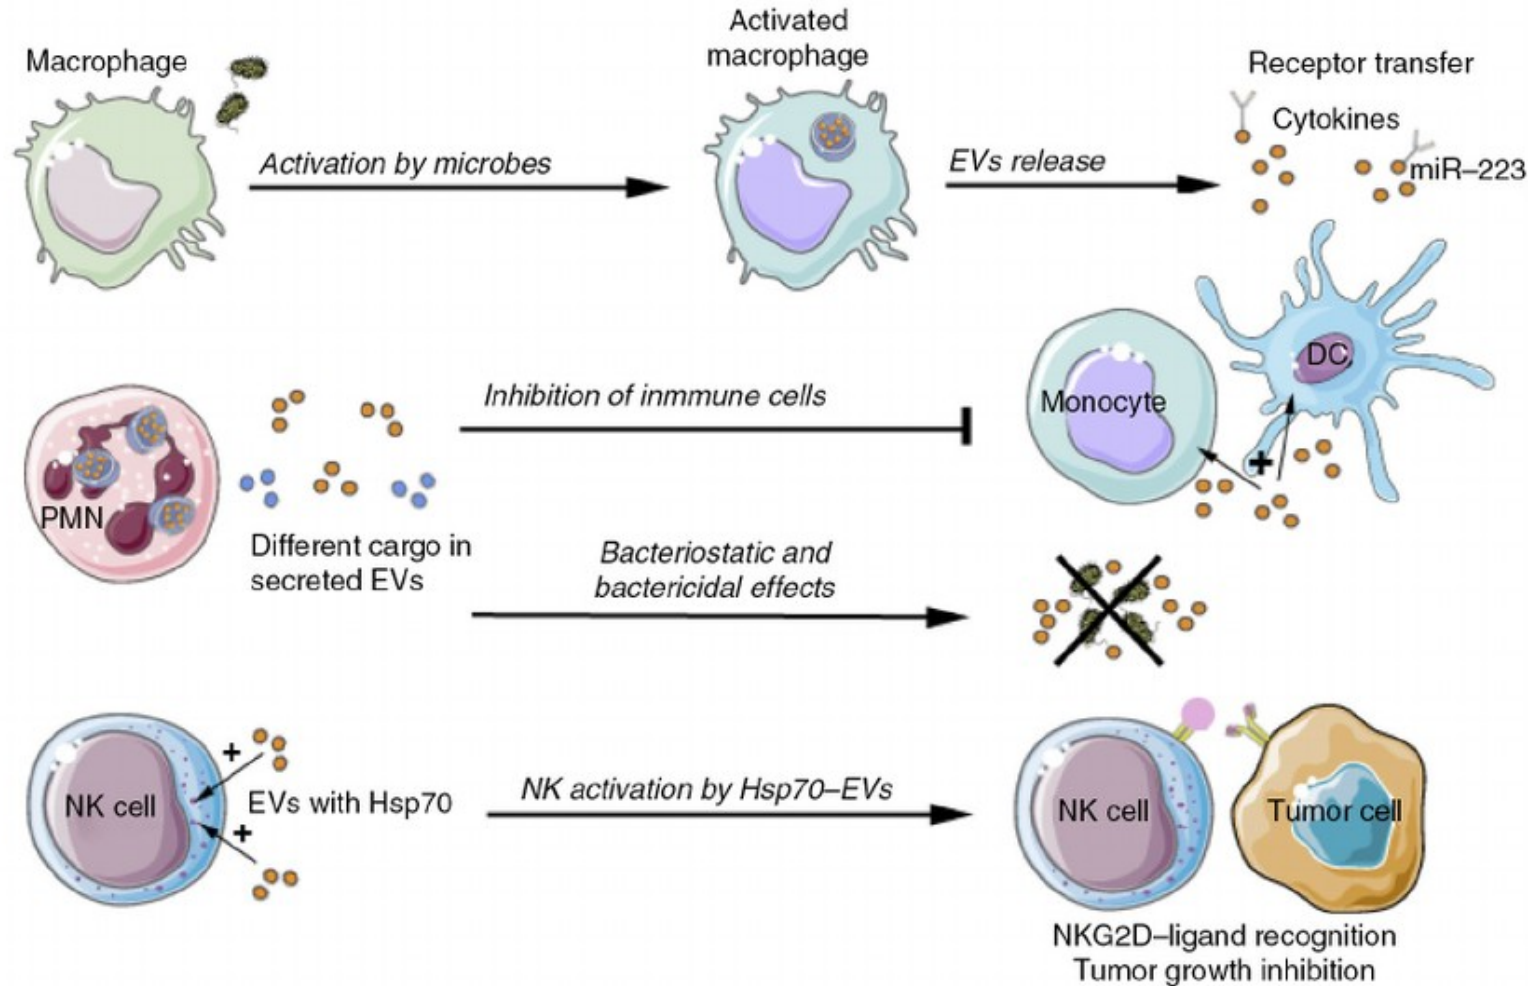 Macrophage
Activation by microbes
Activated
macrophage
EVs release
Receptor transfer
Cytokines
miR–223
PMN
Different cargo in
secreted EVs
Inhibition of inmmune cells
Monocyte
DC
+
Bacteriostatic and
bactericidal effects
NK cell
+
+
EVs with Hsp70
NK activation by Hsp70–EVs
NK cell
Tumor cell
NKG2D–ligand recognition
Tumor growth inhibition